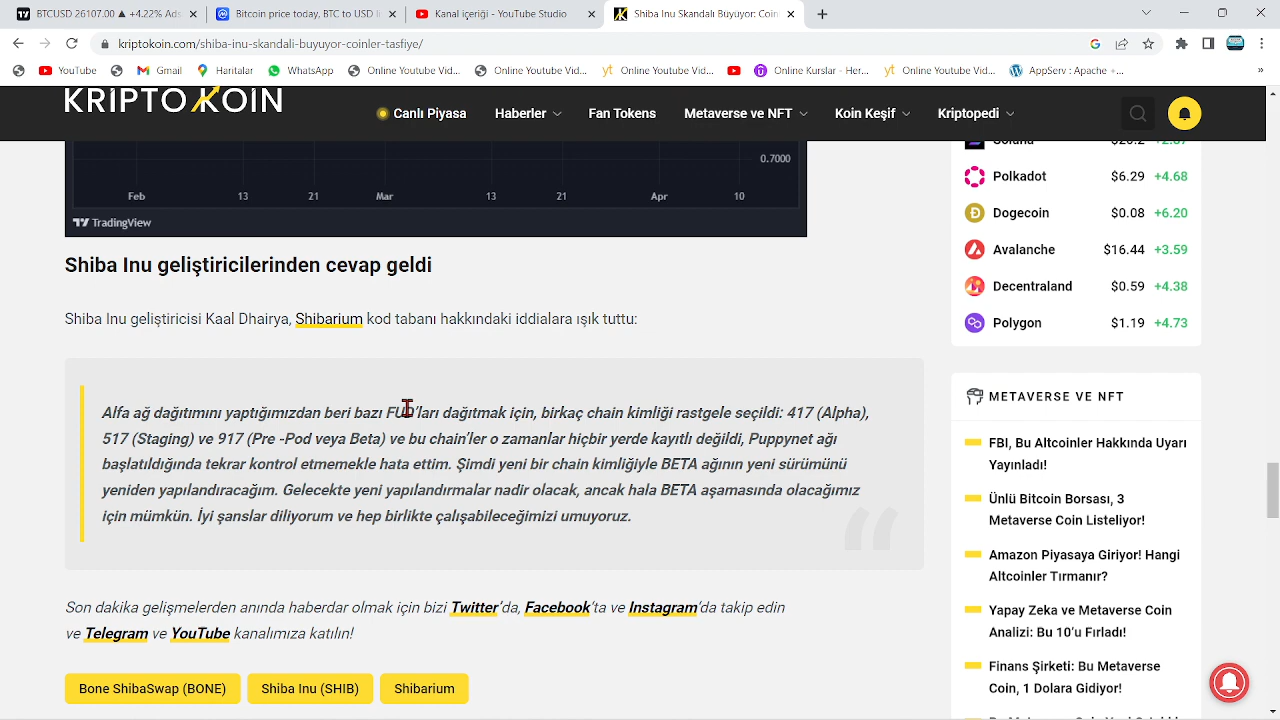 BTCUSD 26107.00 ▲ +4.22% Ads
Bitcoin price today, BTC to USD li
Kanal içeriği - YouTube Studio
Shiba Inu Skandalı Büyüyor: Coin
kriptokoin.com/shiba-inu-skandali-buyuyor-coinler-tasfiye/
YouTube
Gmail
Haritalar
WhatsApp
Online Youtube Vid...
Online Youtube Vid...
Online Youtube Vid...
Online Kurslar - Her...
Online Youtube Vid...
AppServ : Apache +...
»
KRIPTOKOIN
Canlı Piyasa
Haberler
Fan Tokens
Metaverse ve NFT
Koin Keşif
Kriptopedi
0.7000
Feb 13 21 Mar 13 21 Apr 10
TradingView
Shiba Inu geliştiricilerinden cevap geldi
Shiba Inu geliştiricisi Kaal Dhairya, Shibarium kod tabanı hakkındaki iddialara ışık tuttu:
Alfa ağ dağıtımını yaptığımızdan beri bazı FUD’ları dağıtmak için, birkaç chain kimliği rastgele seçildi: 417 (Alpha),
517 (Staging) ve 917 (Pre -Pod veya Beta) ve bu chain’ler o zamanlar hiçbir yerde kayıtlı değildi, Puppynet ağı
başlatıldığında tekrar kontrol etmemekle hata ettim. Şimdi yeni bir chain kimliğiyle BETA ağının yeni sürümünü
yeniden yapılandıracağım. Gelecekte yeni yapılandırmalar nadir olacak, ancak hala BETA aşamasında olacağımız
için mümkün. İyi şanslar diliyorum ve hep birlikte çalışabileceğimizi umuyoruz.
“
Son dakika gelişmelerden anında haberdar olmak için bizi Twitter’da, Facebook’ta ve Instagram’da takip edin
ve Telegram ve YouTube kanalımıza katılın!
Bone ShibaSwap (BONE)
Shiba Inu (SHIB)
Shibarium
Solana $20.2 +2.87
Polkadot $6.29 +4.68
Dogecoin $0.08 +6.20
Avalanche $16.44 +3.59
Decentraland $0.59 +4.38
Polygon $1.19 +4.73
METAVERSE VE NFT
FBI, Bu Altcoinler Hakkında Uyarı
Yayınladı!
Ünlü Bitcoin Borsası, 3
Metaverse Coin Listeliyor!
Amazon Piyasaya Giriyor! Hangi
Altcoinler Tırmanır?
Yapay Zeka ve Metaverse Coin
Analizi: Bu 10’u Fırladı!
Finans Şirketi: Bu Metaverse
Coin, 1 Dolara Gidiyor!